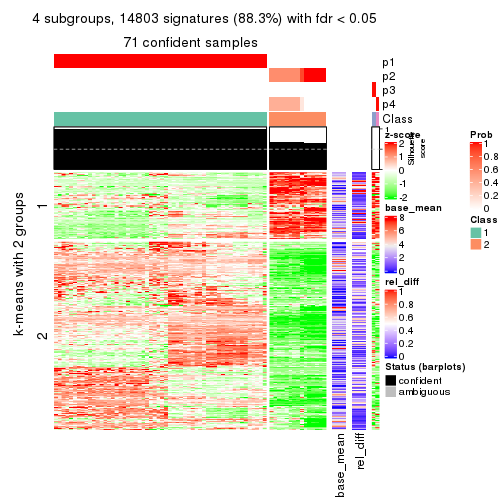 4 subgroups, 14803 signatures (88.3%) with fdr < 0.05
71 confident samples
p1
p2
p3
p4
Class
1
Silhouette
score
k-means with 2 groups
1
2
base_mean
rel_diff
z-score
2
1
0
-1
-2
base_mean
8
6
4
2
0
rel_diff
1
0.8
0.6
0.4
0.2
0
Status (barplots)
confident
ambiguous
Prob
1
0.8
0.6
0.4
0.2
0
Class
1
2